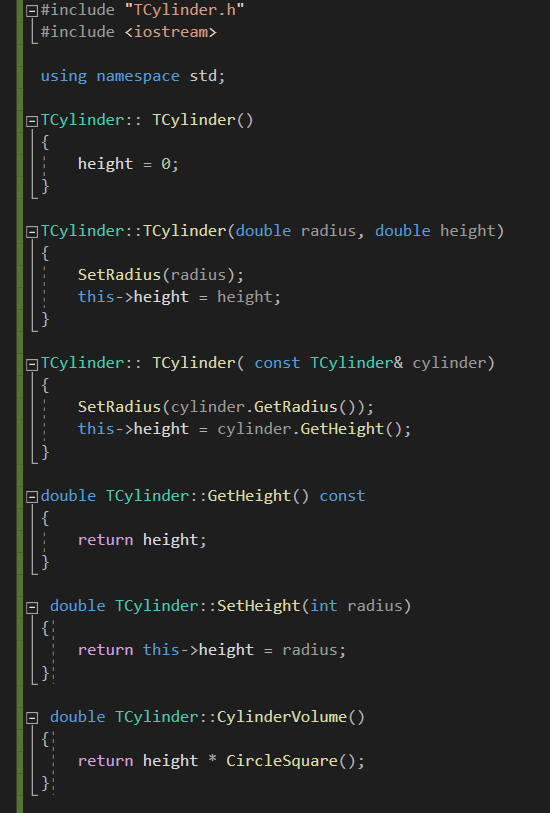 #include "TCylinder.h"
#include <iostream>
using namespace std;
TCylinder:: TCylinder()
{
height = 0;
}
TCylinder::TCylinder(double radius, double height)
{
SetRadius(radius);
this->height = height;
}
TCylinder:: TCylinder( const TCylinder& cylinder)
{
SetRadius(cylinder.GetRadius());
this->height = cylinder.GetHeight();
}
double TCylinder::GetHeight() const
{
return height;
}
double TCylinder::SetHeight(int radius)
{
return this->height = radius;
}
double TCylinder::CylinderVolume()
{
return height * CircleSquare();
}